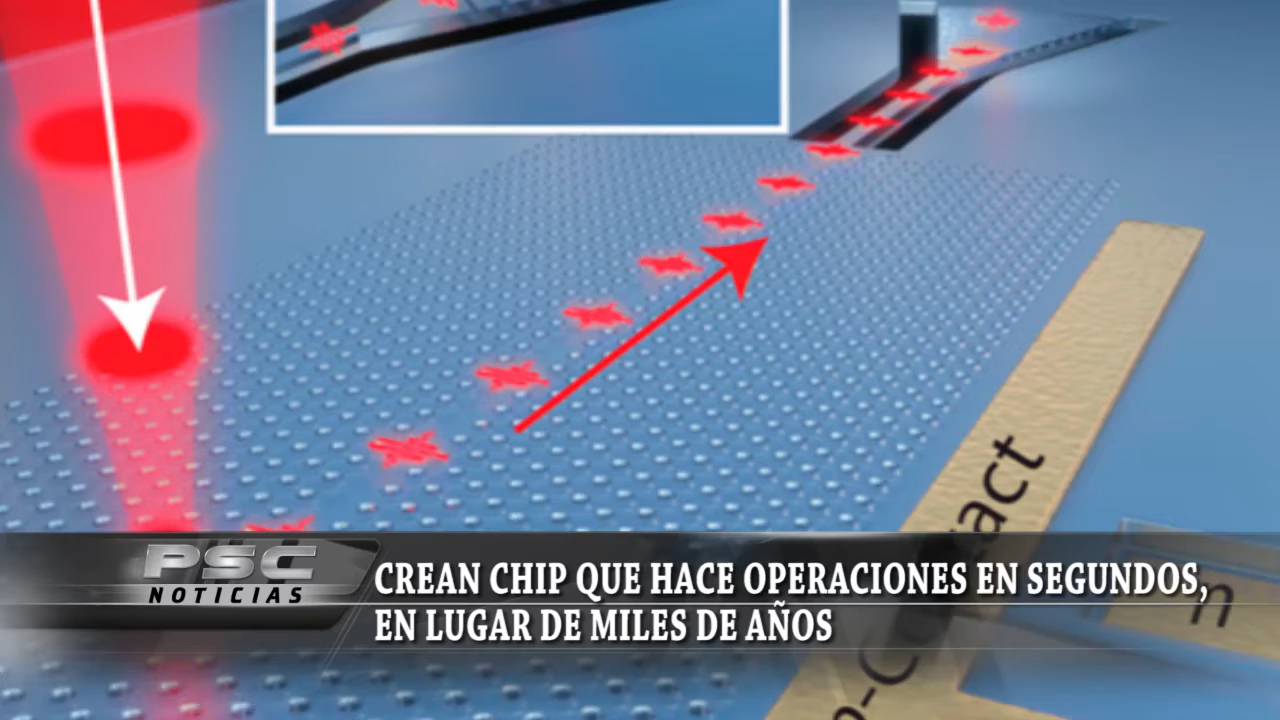 PSC
NOTICIAS
CREAN CHIP QUE HACE OPERACIONES EN SEGUNDOS,
EN LUGAR DE MILES DE AÑOS